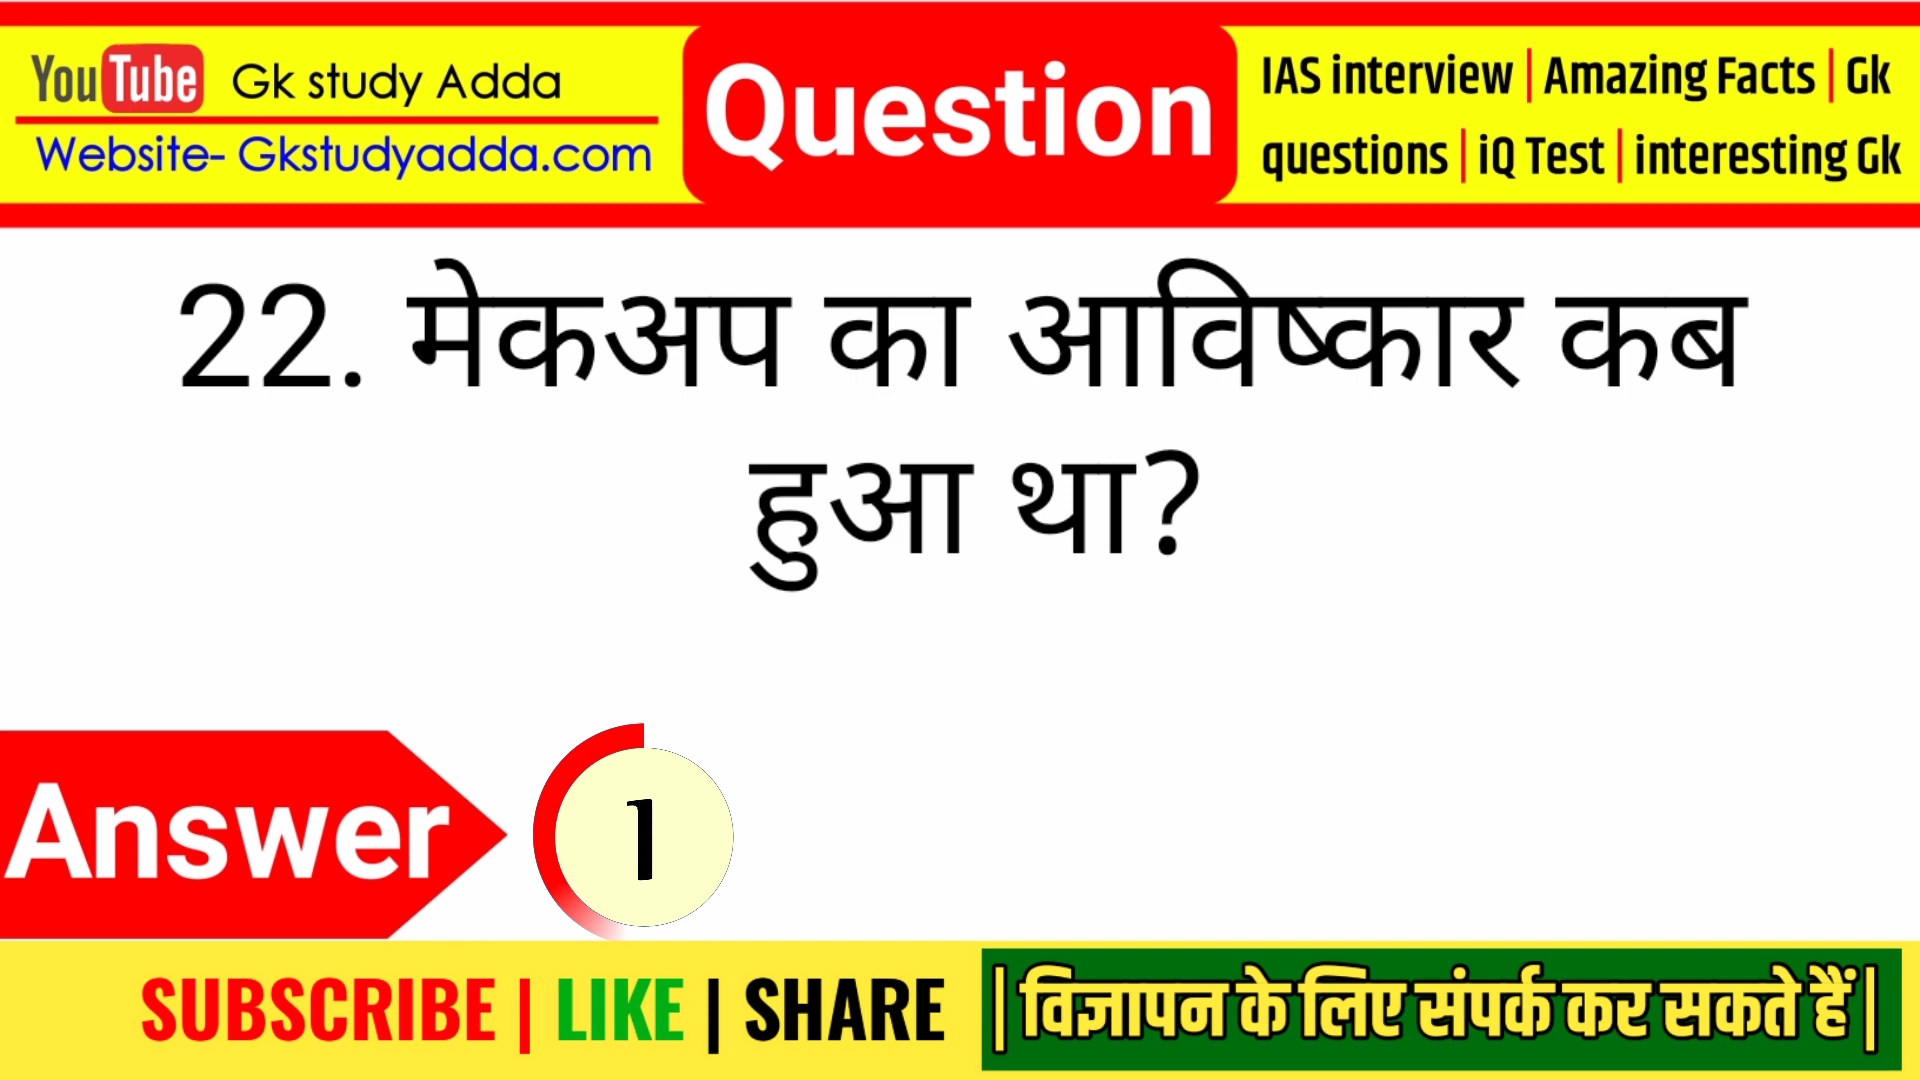 YouTube Gk study Adda
Website- Gkstudyadda.com
Question
IAS interview | Amazing Facts | Gk
questions | iQ Test | interesting Gk
22. मेकअप का आविष्कार कब
हुआ था?
Answer
1
SUBSCRIBE | LIKE | SHARE
| विज्ञापन के लिए संपर्क कर सकते हैं |